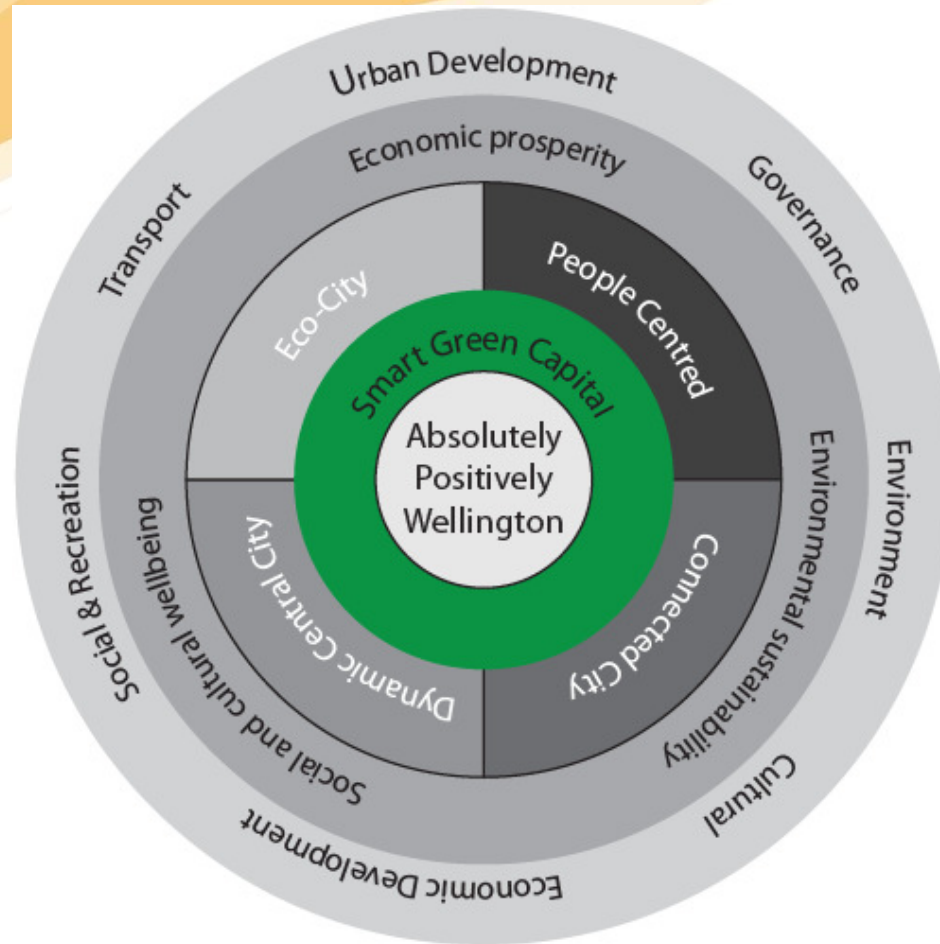 Urban Development
Governance
Environment
Cultural
Economic Development
Social & Recreation
Transport
Economic prosperity
Environmental sustainability
Social and cultural wellbeing
Eco-City
People Centred
Connected City
Dynamic Central City
Smart Green Capital
Absolutely
Positively
Wellington